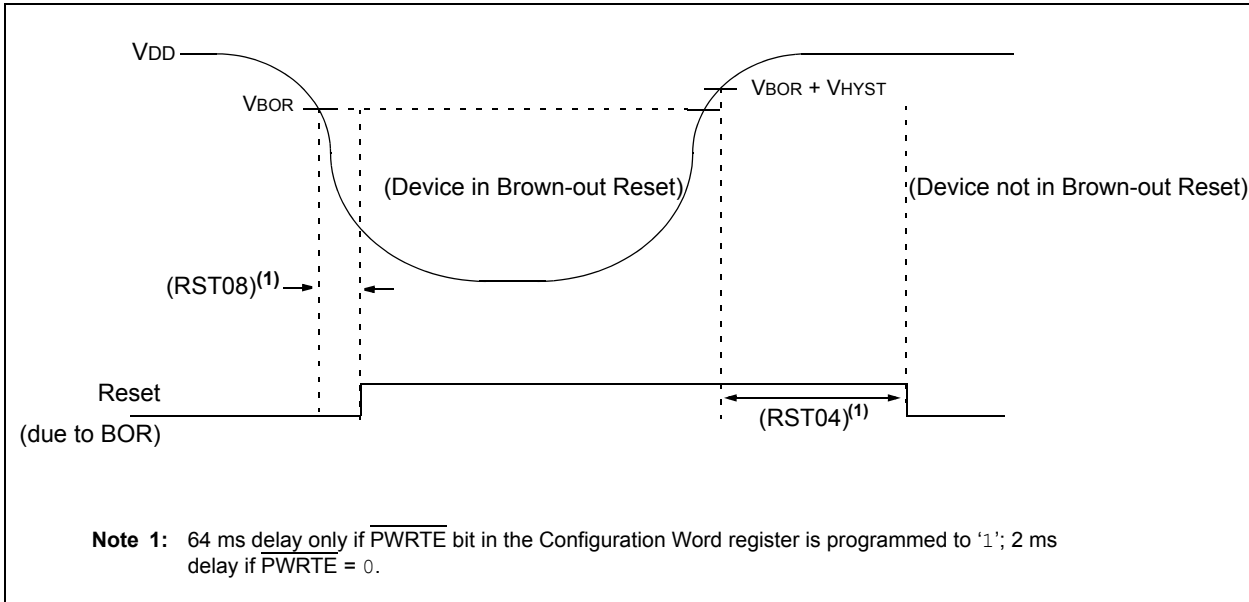 VDD
VBOR
VBOR + VHYST
(Device in Brown-out Reset)
(Device not in Brown-out Reset)
(RST08)(1)
Reset
(due to BOR)
(RST04)(1)
Note 1: 64 ms delay only if PWRTE bit in the Configuration Word register is programmed to ‘1’; 2 ms
delay if PWRTE = 0.